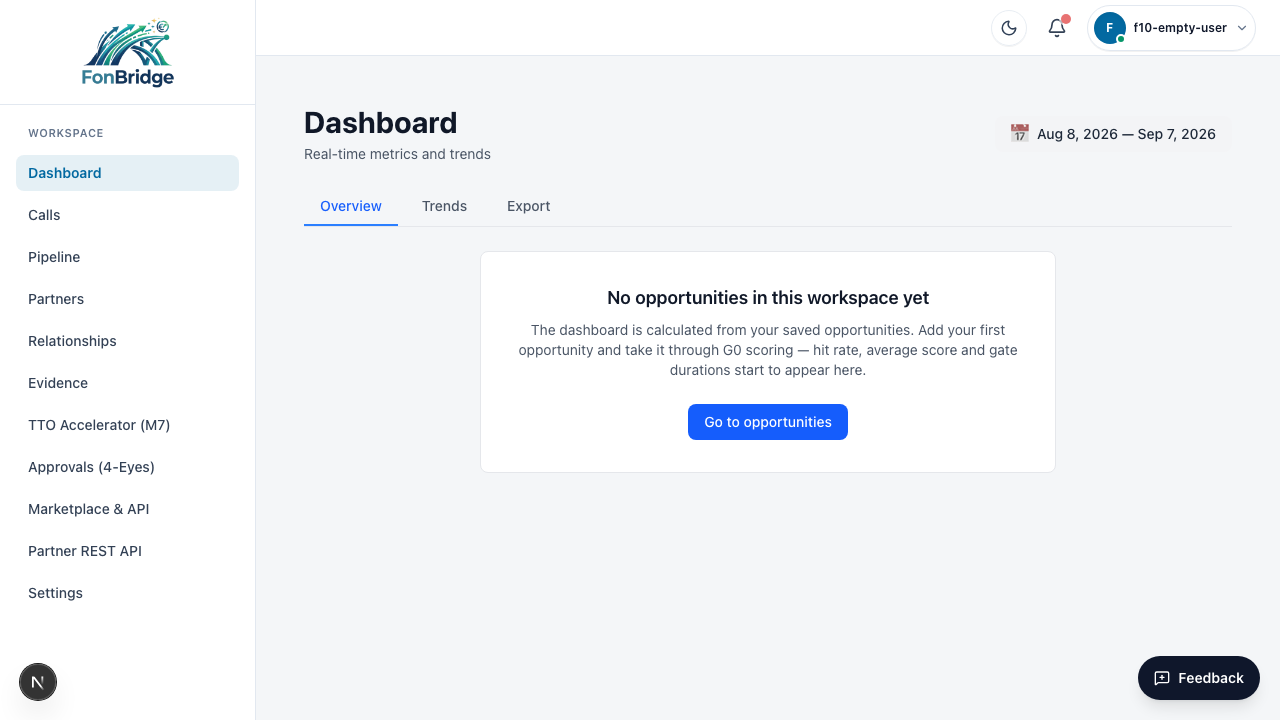 FonBridge
WORKSPACE
Dashboard
Calls
Pipeline
Partners
Relationships
Evidence
TTO Accelerator (M7)
Approvals (4-Eyes)
Marketplace & API
Partner REST API
Settings
N
F
f10-empty-user
Dashboard
Real-time metrics and trends
17
Aug 8, 2026 — Sep 7, 2026
Overview
Trends
Export
No opportunities in this workspace yet
The dashboard is calculated from your saved opportunities. Add your first
opportunity and take it through G0 scoring — hit rate, average score and gate
durations start to appear here.
Go to opportunities
Feedback